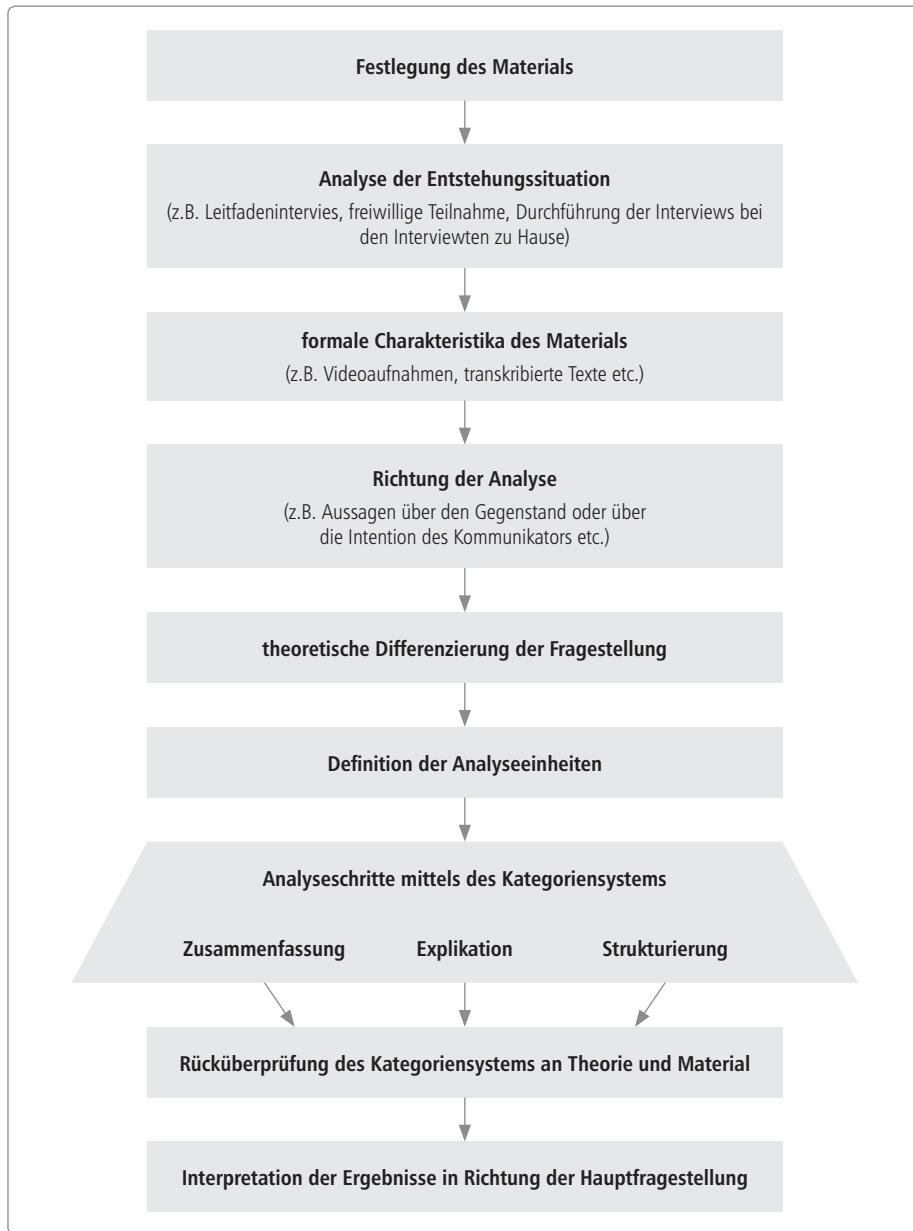 Festlegung des Materials
Analyse der Entstehungssituation
(z.B. Leitfadenintervies, freiwillige Teilnahme, Durchführung der Interviews bei
den Interviewten zu Hause)
formale Charakteristika des Materials
(z.B. Videoaufnahmen, transkribierte Texte etc.)
Richtung der Analyse
(z.B. Aussagen über den Gegenstand oder über
die Intention des Kommunikators etc.)
theoretische Differenzierung der Fragestellung
Definition der Analyseeinheiten
Analyseschritte mittels des Kategoriensystems
Zusammenfassung Explikation Strukturierung
Rücküberprüfung des Kategoriensystems an Theorie und Material
Interpretation der Ergebnisse in Richtung der Hauptfragestellung